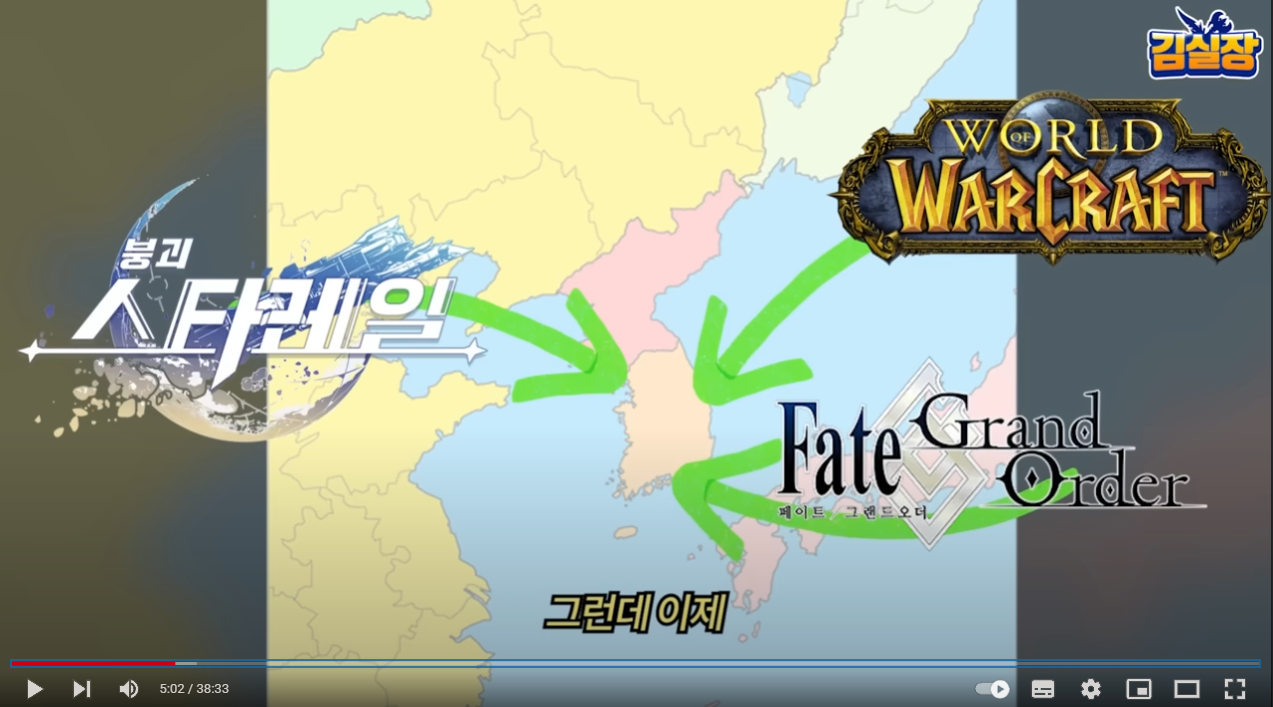 김실장
WORLD
OF
WARCRAFT™
붕괴
스타레일
Fate
Grand
Order
페이트 그랜드오더
그런데 이제
5:02 / 38:33